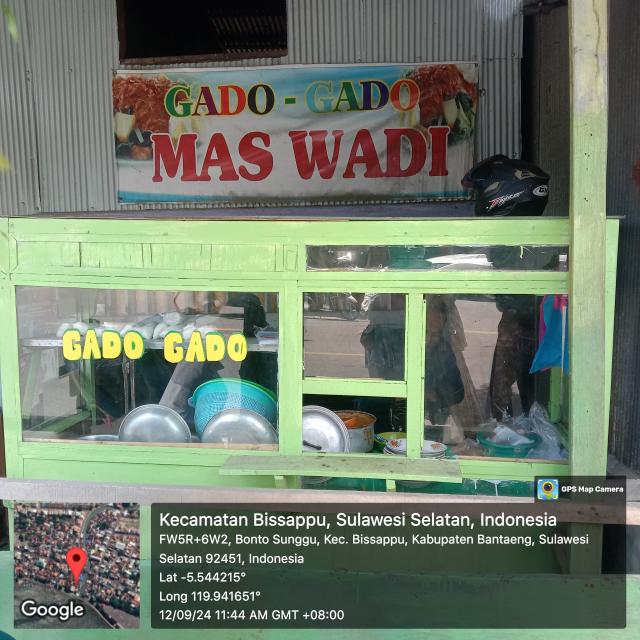 GADO - GADO
MAS WADI
GADO GADO
GPS Map Camera
Kecamatan Bissappu, Sulawesi Selatan, Indonesia
FW5R+6W2, Bonto Sunggu, Kec. Bissappu, Kabupaten Bantaeng, Sulawesi
Selatan 92451, Indonesia
Lat -5.544215°
Long 119.941651°
12/09/24 11:44 AM GMT +08:00
Google